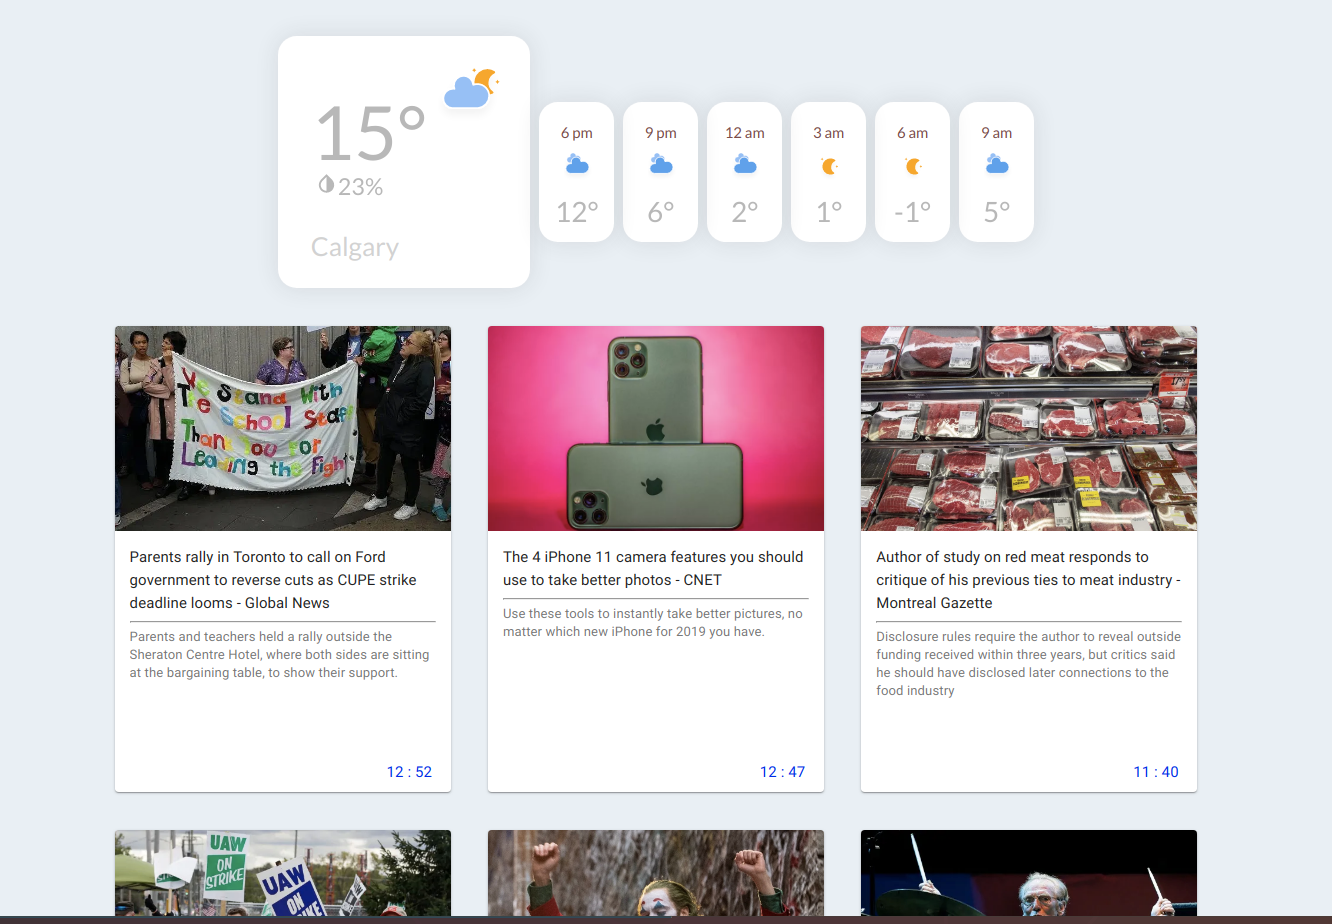 15°
23%
Calgary
6 pm
12°
9 pm
6°
12 am
2°
3 am
1°
6 am
-1°
9 am
5°
We Stand With
The School Staff
Thank You For
Leading the Fight
Parents rally in Toronto to call on Ford
government to reverse cuts as CUPE strike
deadline looms - Global News
Parents and teachers held a rally outside the
Sheraton Centre Hotel, where both sides are sitting
at the bargaining table, to show their support.
12 : 52
The 4 iPhone 11 camera features you should
use to take better photos - CNET
Use these tools to instantly take better pictures, no
matter which new iPhone for 2019 you have.
12 : 47
Author of study on red meat responds to
critique of his previous ties to meat industry -
Montreal Gazette
Disclosure rules require the author to reveal outside
funding received within three years, but critics said
he should have disclosed later connections to the
food industry
11 : 40
UAW
ON
STRIKE
UAW
ON
STRIKE